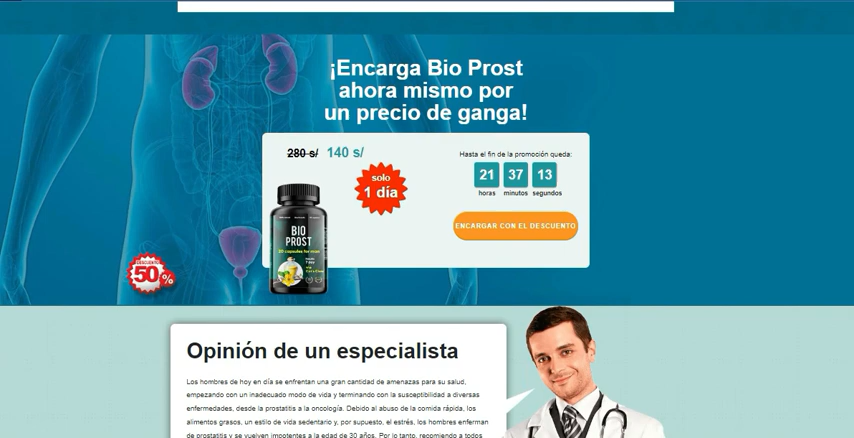 ¡Encarga Bio Prost
ahora mismo por
un precio de ganga!
280 s/ 140 s/
solo
1 día
Hasta el fin de la promoción queda:
21 37 13
horas minutos segundos
ENCARGAR CON EL DESCUENTO
BIO
PROST
50%
Opinión de un especialista
Los hombres de hoy en día se enfrentan una gran cantidad de amenazas para su salud,
empezando con un inadecuado modo de vida y terminando con la susceptibilidad a diversas
enfermedades, desde la prostatitis a la oncología. Debido al abuso de la comida rápida, los
alimentos grasos, un estilo de vida sedentario y, por supuesto, el estrés, los hombres enferman
de prostatitis y se vuelven impotentes a la edad de 30 años. Por lo tanto, recomiendo a todos